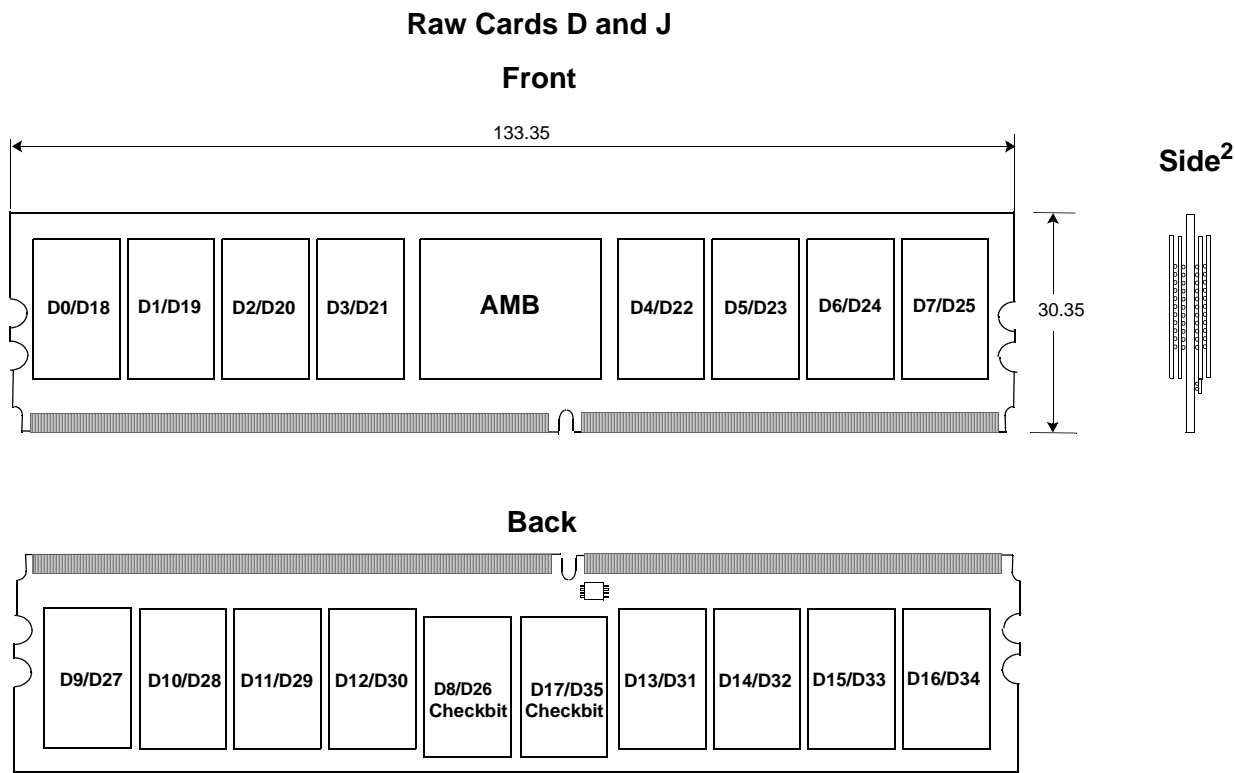 Raw Cards D and J
Front
133.35
Side2
D0/D18 D1/D19 D2/D20 D3/D21 AMB D4/D22 D5/D23 D6/D24 D7/D25
30.35
Back
D9/D27 D10/D28 D11/D29 D12/D30 D8/D26 D17/D35 D13/D31 D14/D32 D15/D33 D16/D34
Checkbit Checkbit